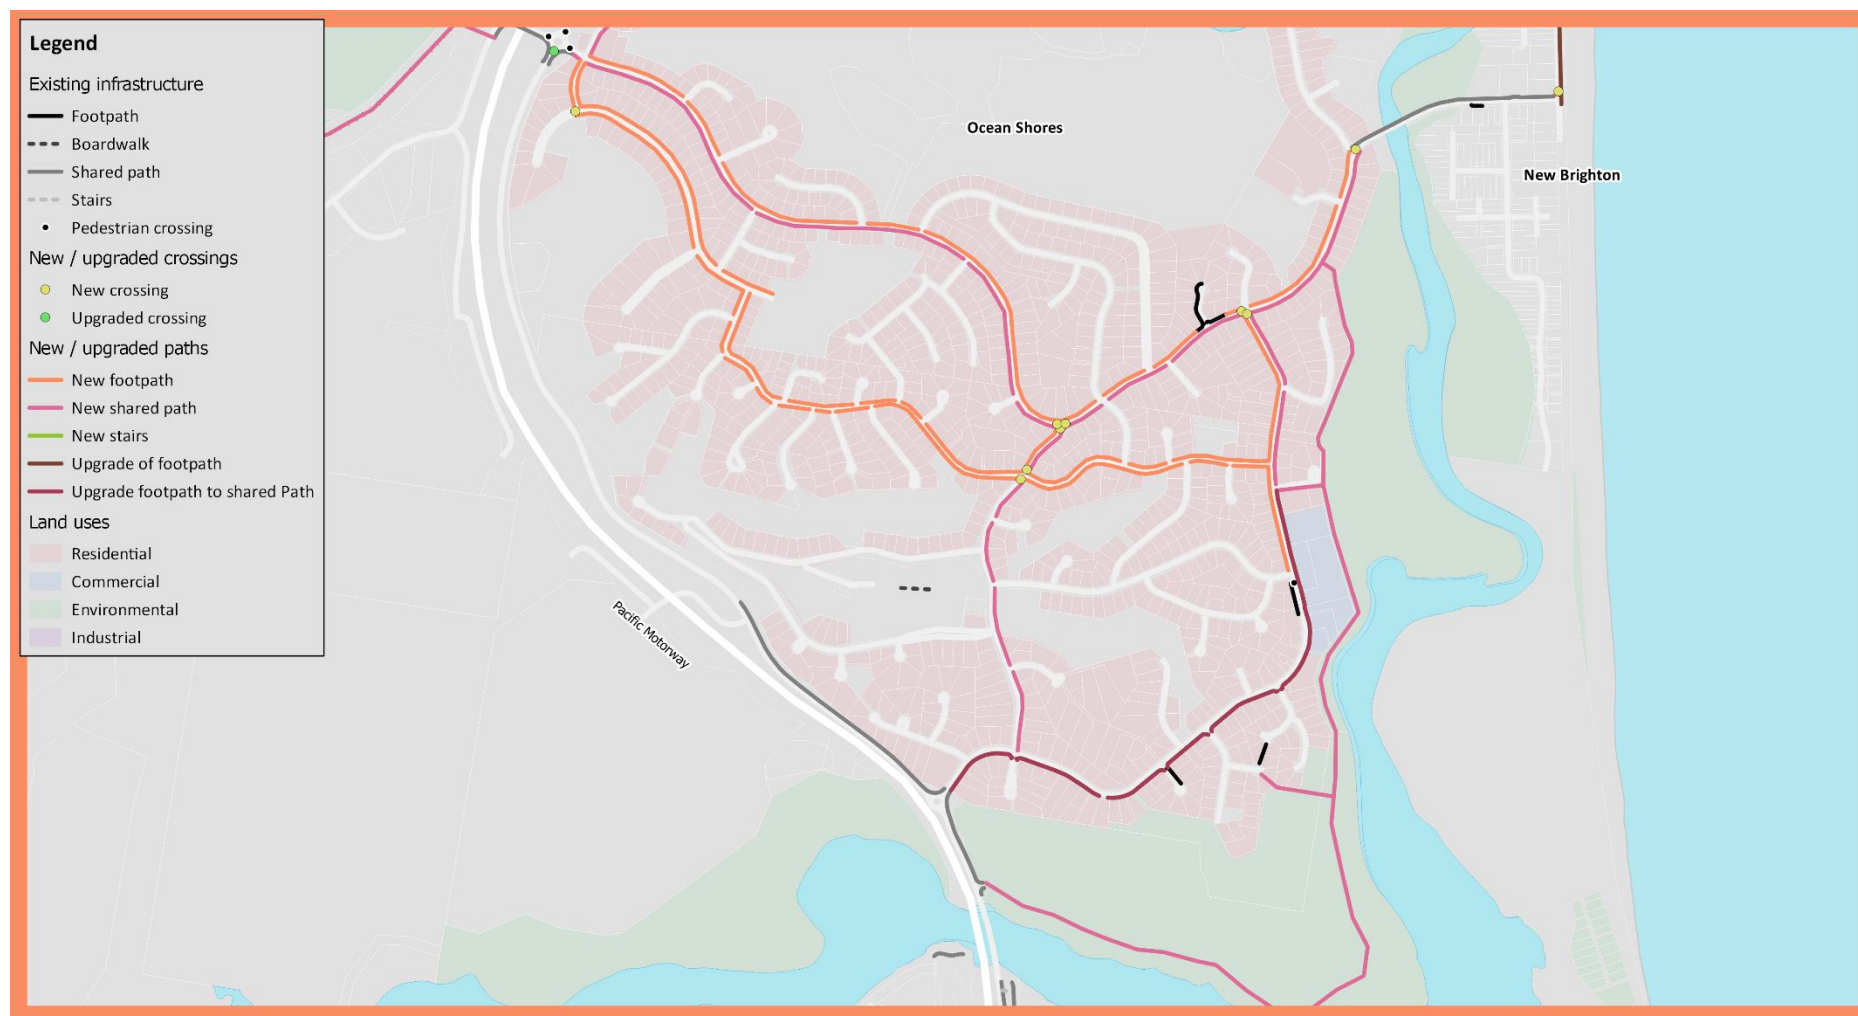 Legend
Existing infrastructure
Footpath
Boardwalk
Shared path
Stairs
Pedestrian crossing
New / upgraded crossings
New crossing
Upgraded crossing
New / upgraded paths
New footpath
New shared path
New stairs
Upgrade of footpath
Upgrade footpath to shared Path
Land uses
Residential
Commercial
Environmental
Industrial
Ocean Shores
New Brighton
Pacific Motorway